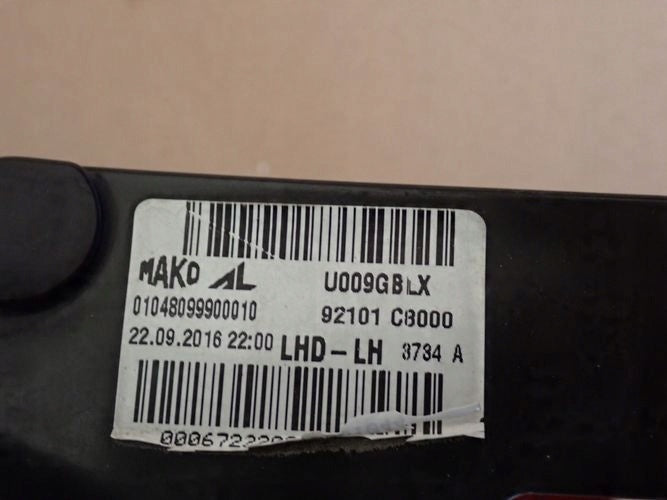 MAKO AL U009GBLX
01048099900010 92101 C8000
22.09.2016 22:00 LHD-LH 3734 A